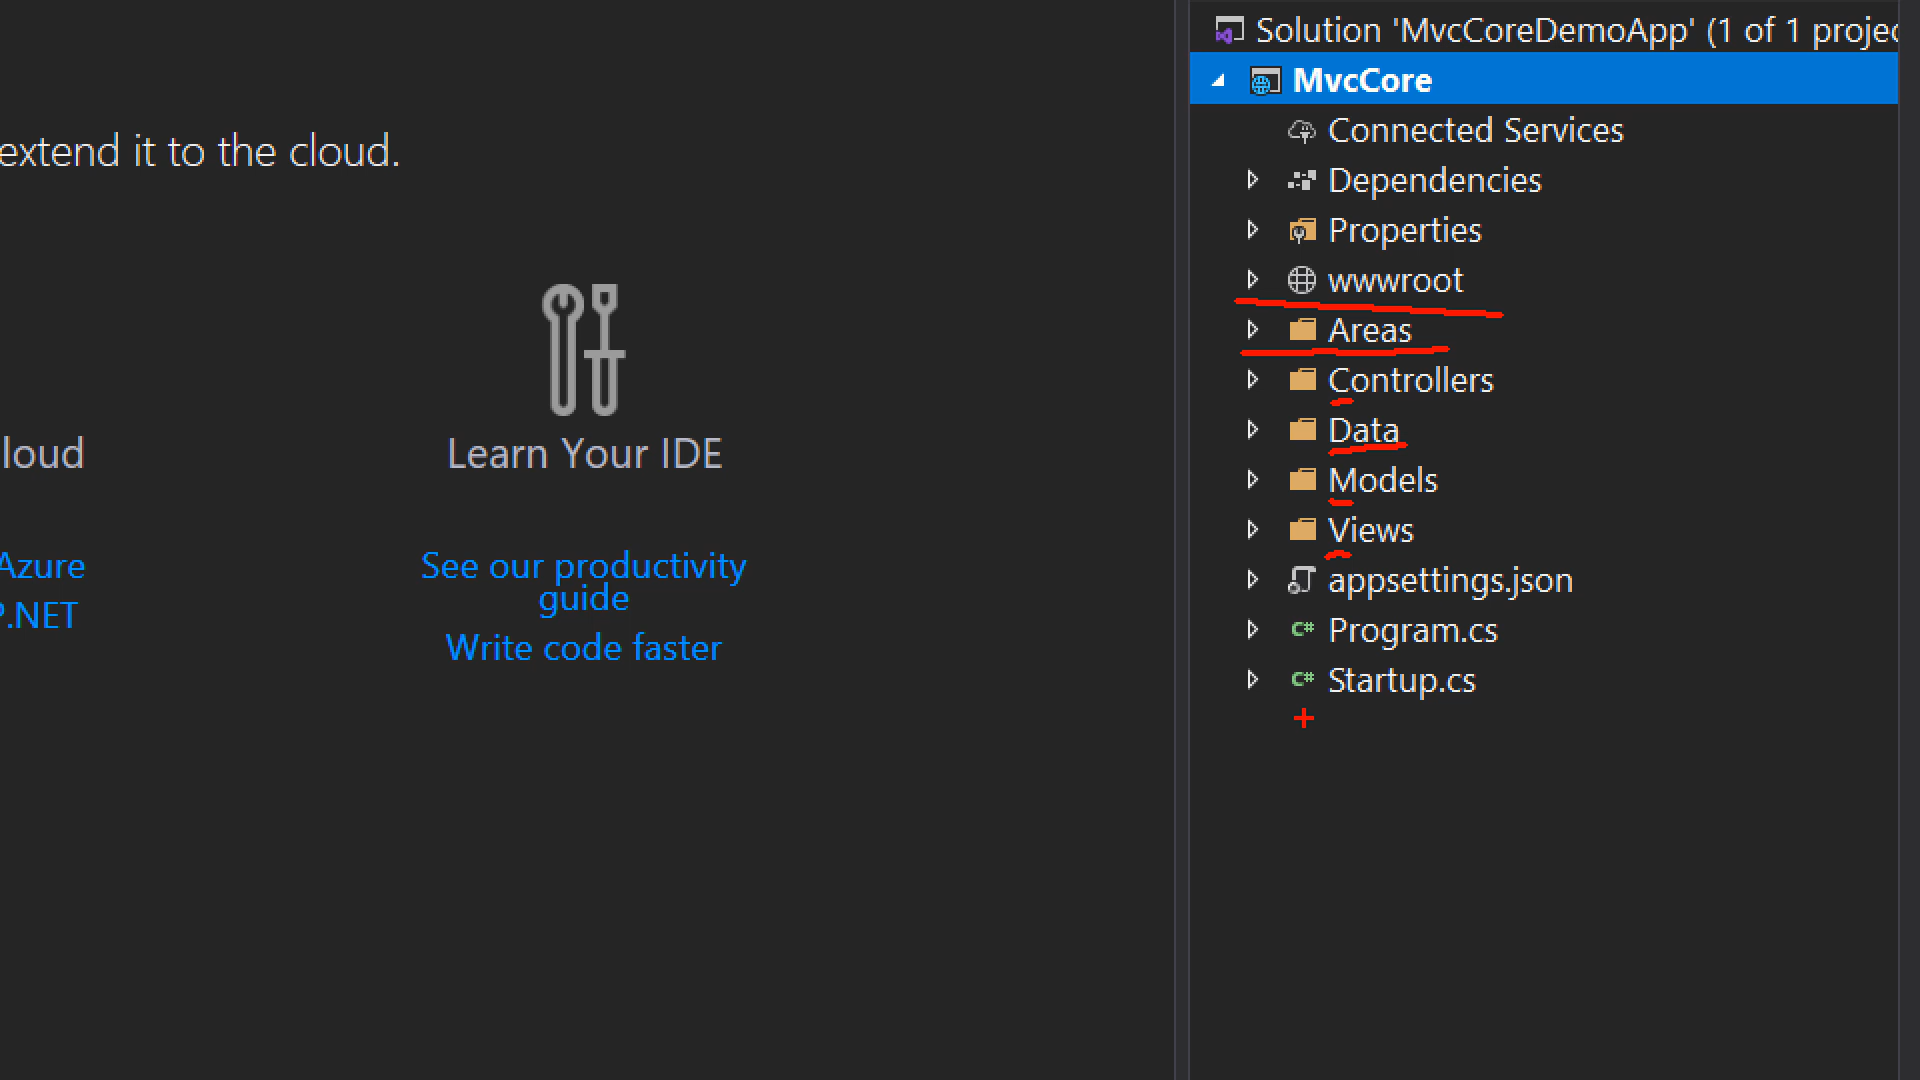 extend it to the cloud.
loud
Azure
.NET
Learn Your IDE
See our productivity
guide
Write code faster
Solution 'MvcCoreDemoApp' (1 of 1 projec
MvcCore
Connected Services
Dependencies
Properties
wwwroot
Areas
Controllers
Data
Models
Views
appsettings.json
C# Program.cs
C# Startup.cs